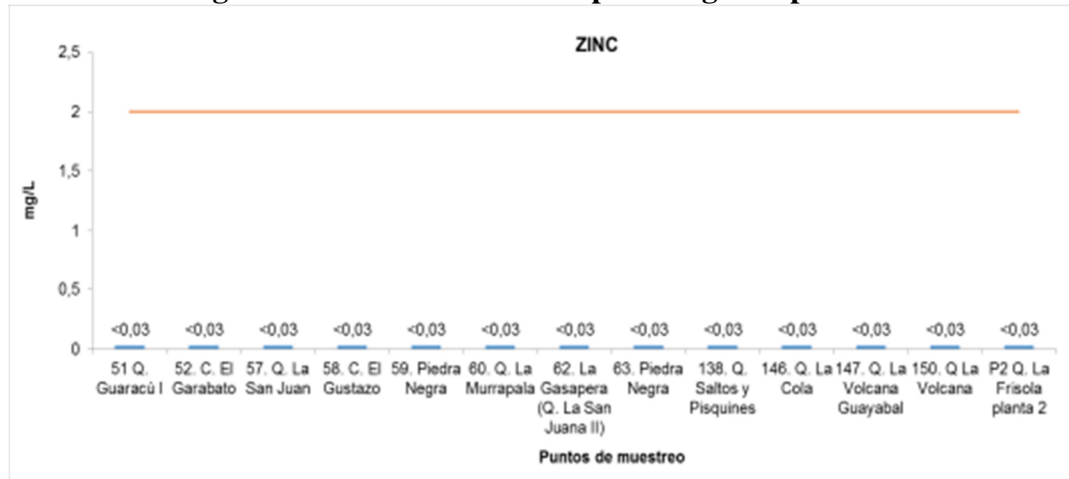 ZINC
2,5
2
1,5
1
0,5
0
mg/L
<0,03 <0,03 <0,03 <0,03 <0,03 <0,03 <0,03 <0,03 <0,03 <0,03 <0,03 <0,03 <0,03
51 Q. 52. C. El 57. Q. La 58. C. El 59. Piedra 60. Q. La 62. La 63. Piedra 138. Q. 146. Q. La 147. Q. La 150. Q La P2 Q. La
Guaracú I Garabato San Juan Gustazo Negra Murrapala Gasapera Negra Saltos y Cola Volcana Volcana Frisola
(Q. La San Pisquines Guayabal planta 2
Juana II)
Puntos de muestreo